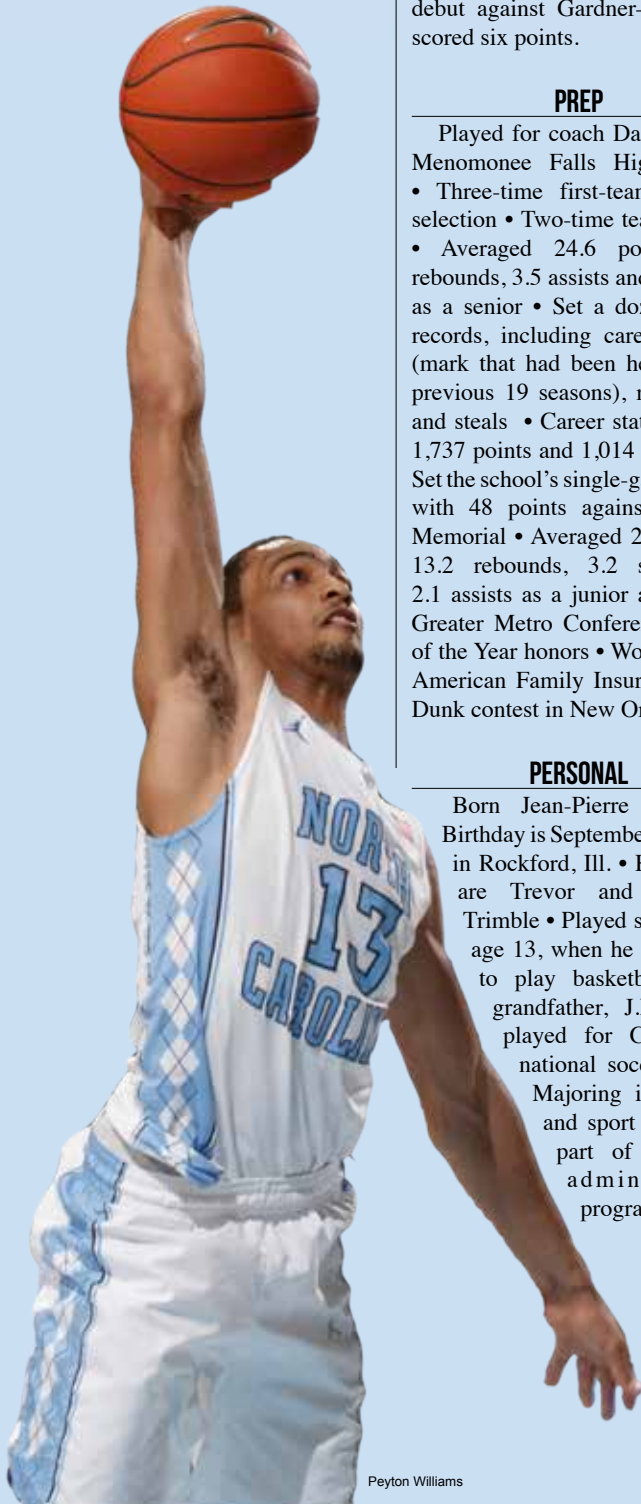 debut against Gardner-
scored six points.
PREP
Played for coach Da
Menomonee Falls Hig
• Three-time first-team
selection • Two-time tea
• Averaged 24.6 po
rebounds, 3.5 assists and
as a senior • Set a doz
records, including care
(mark that had been he
previous 19 seasons), r
and steals • Career stat
1,737 points and 1,014
Set the school's single-g
with 48 points agains
Memorial • Averaged 2
13.2 rebounds, 3.2 s
2.1 assists as a junior a
Greater Metro Confere
of the Year honors • Wo
American Family Insur
Dunk contest in New Or
PERSONAL
Born Jean-Pierre
Birthday is Septembe
in Rockford, Ill. •
are Trevor and
Trimble • Played s
age 13, when he
to play basketb
grandfather, J.
played for C
national socc
Majoring i
and sport
part of
admin
progra
NORTH
13
CAROLIN
Peyton Williams